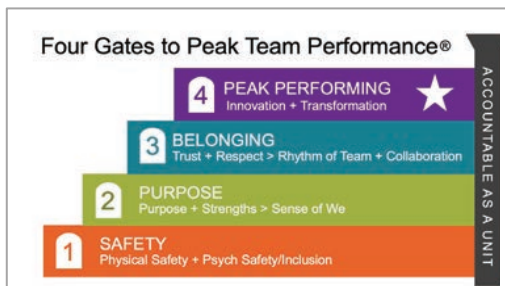 Four Gates to Peak Team Performance®
4
PEAK PERFORMING
Innovation + Transformation
3
BELONGING
Trust + Respect > Rhythm of Team + Collaboration
2
PURPOSE
Purpose + Strengths > Sense of We
1
SAFETY
Physical Safety + Psych Safety/Inclusion
ACCOUNTABLE AS A UNIT